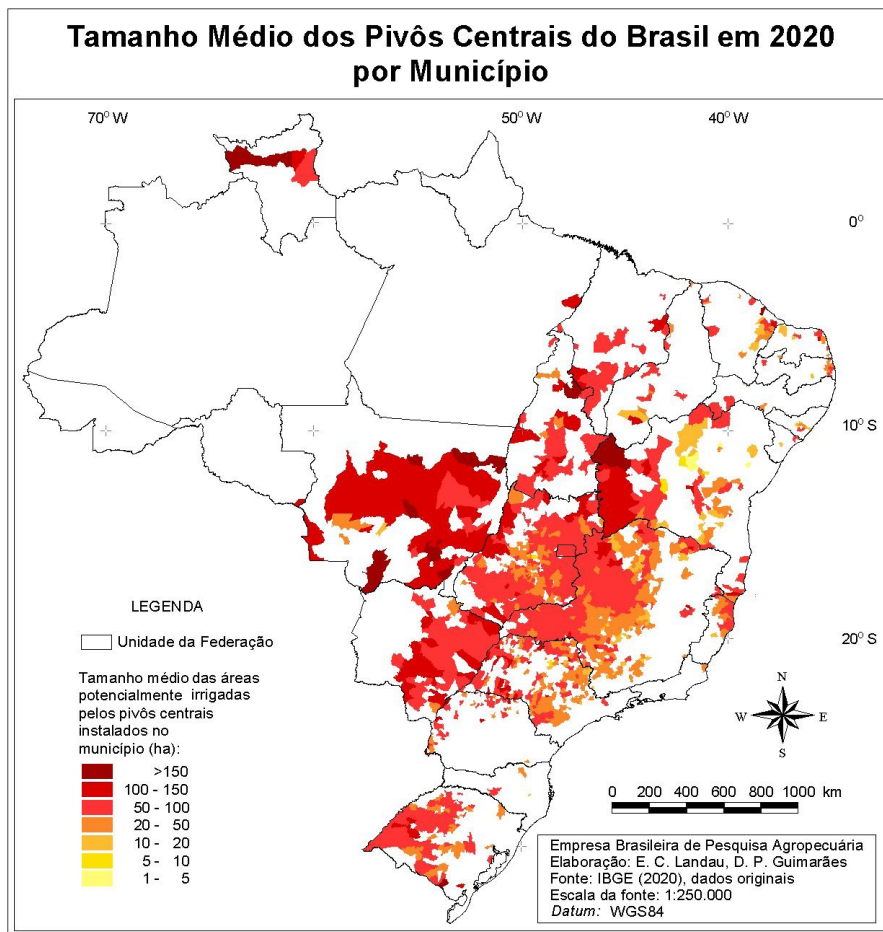 Tamanho Médio dos Pivôs Centrais do Brasil em 2020
por Município
70° W
50° W
40° W
0°
10° S
20° S
LEGENDA
Unidade da Federação
Tamanho médio das áreas
potencialmente irrigadas
pelos pivôs centrais
instalados no
município (ha):
>150
100 - 150
50 - 100
20 - 50
10 - 20
5 - 10
1 - 5
N
W E
S
0 200 400 600 800 1000 km
Empresa Brasileira de Pesquisa Agropecuária
Elaboração: E. C. Landau, D. P. Guimarães
Fonte: IBGE (2020), dados originais
Escala da fonte: 1:250.000
Datum: WGS84